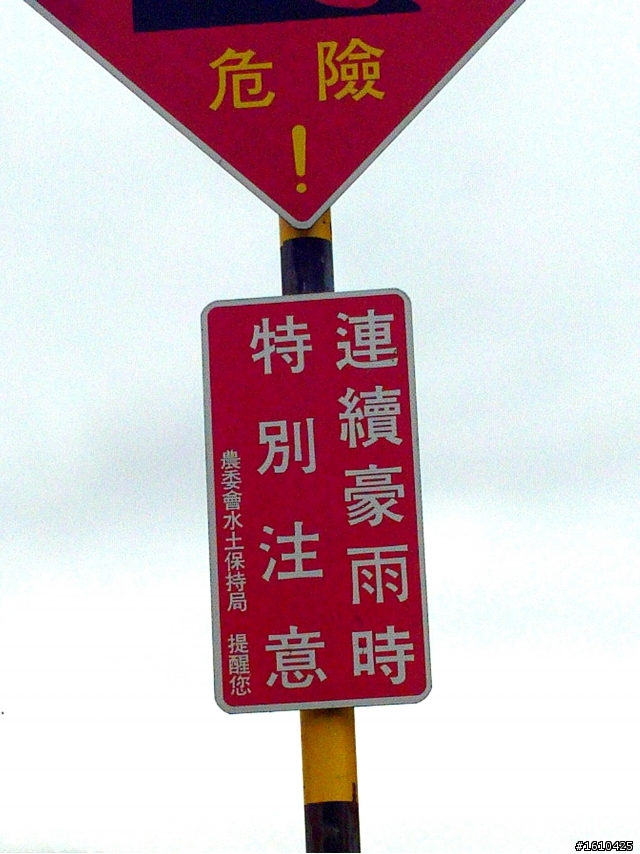 危險
!
連續豪雨時
特別注意
農委會水土保持局 提醒您
#1610425